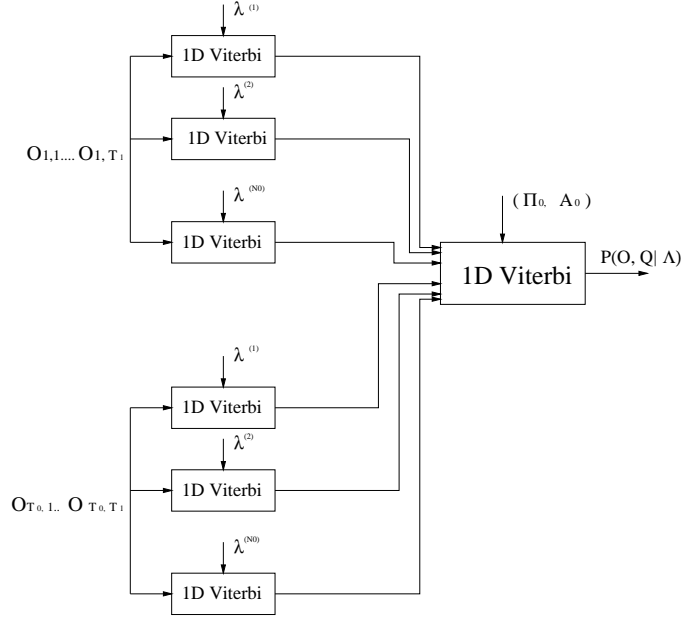 λ (1)
1D Viterbi
λ (2)
1D Viterbi
O1,1.... O1, T1
λ (N0)
1D Viterbi
( Π0, A0 )
1D Viterbi
P(O, Q| Λ)
λ (1)
1D Viterbi
λ (2)
1D Viterbi
OT0, 1.. O T0, T1
λ (N0)
1D Viterbi